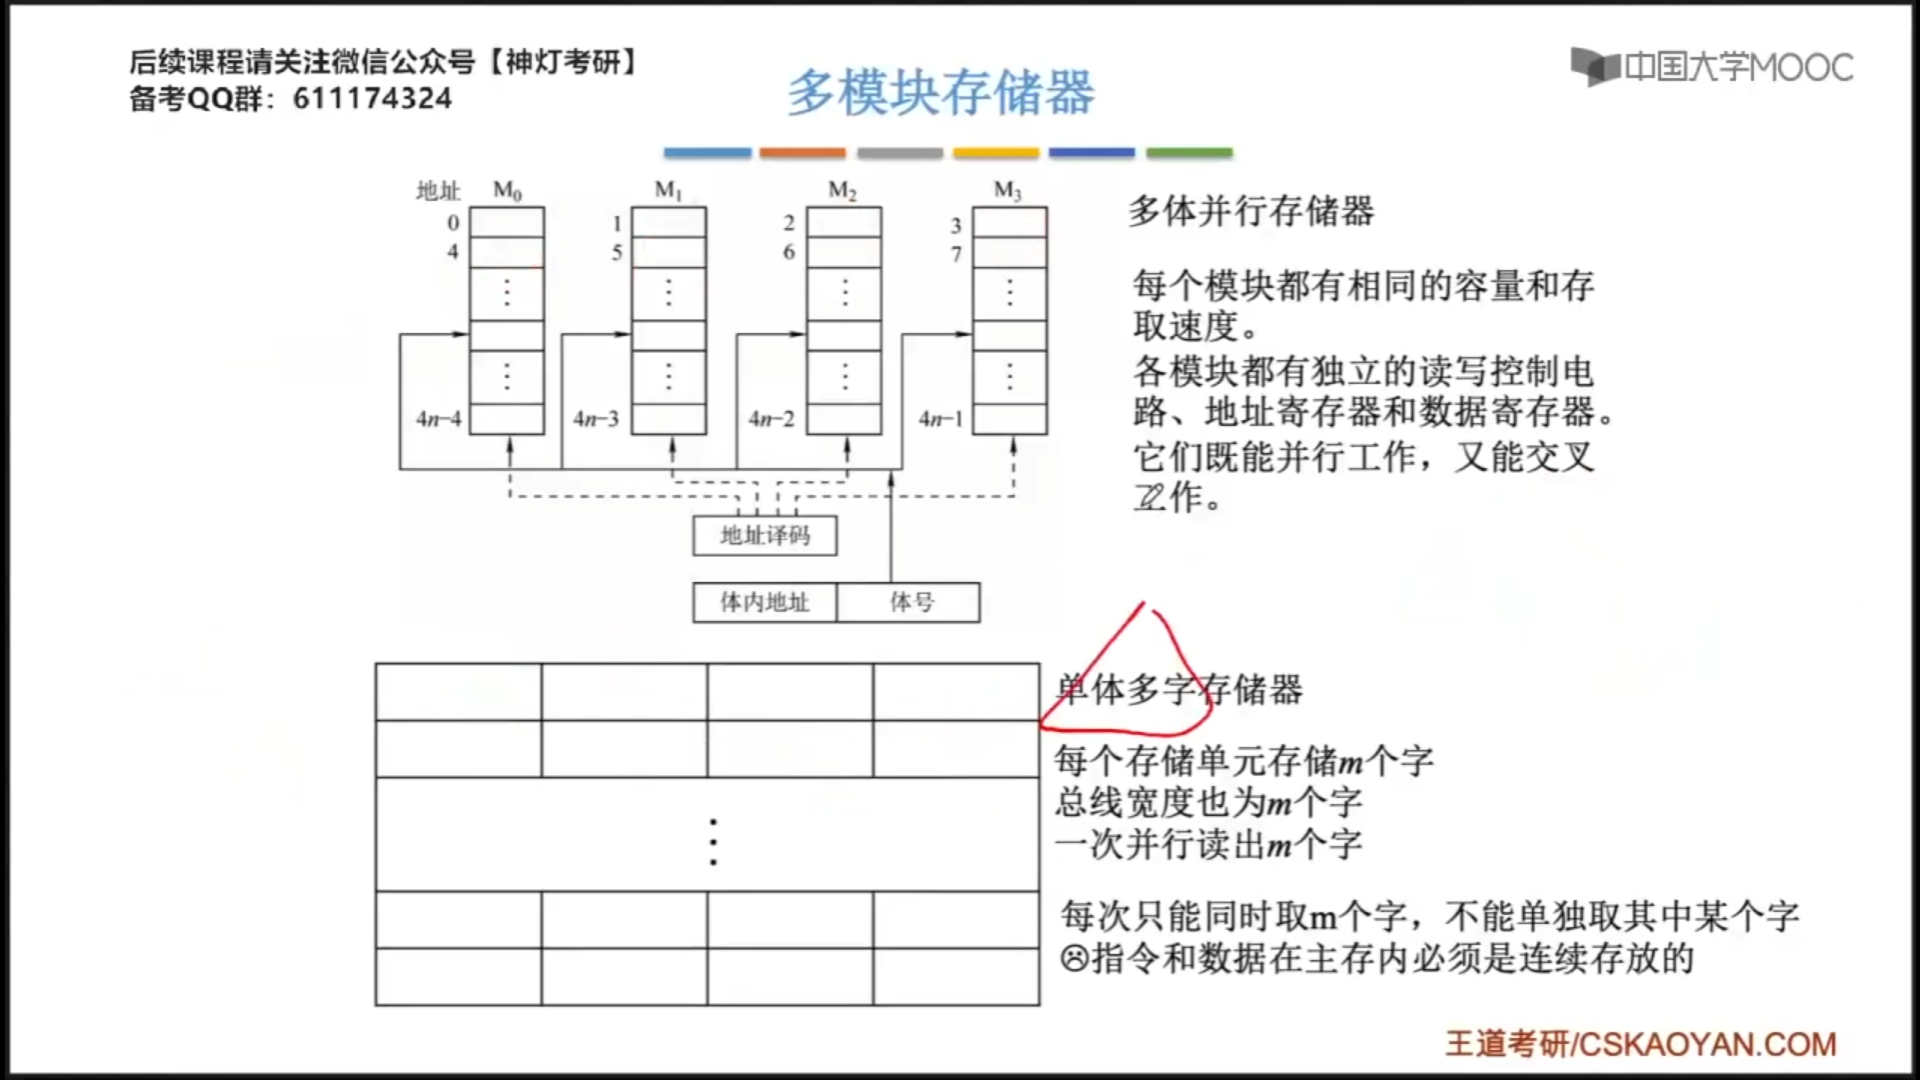 后续课程请关注微信公众号【神灯考研】
备考QQ群：611174324
中国大学MOOC
多模块存储器
地址 M0 M1 M2 M3
0 1 2 3
4 5 6 7
4n−4 4n−3 4n−2 4n−1
地址译码
体内地址 体号
多体并行存储器
每个模块都有相同的容量和存
取速度。
各模块都有独立的读写控制电
路、地址寄存器和数据寄存器。
它们既能并行工作，又能交叉
工作。
单体多字存储器
每个存储单元存储m个字
总线宽度也为m个字
一次并行读出m个字
每次只能同时取m个字，不能单独取其中某个字
☹指令和数据在主存内必须是连续存放的
王道考研/CSKAOYAN.COM